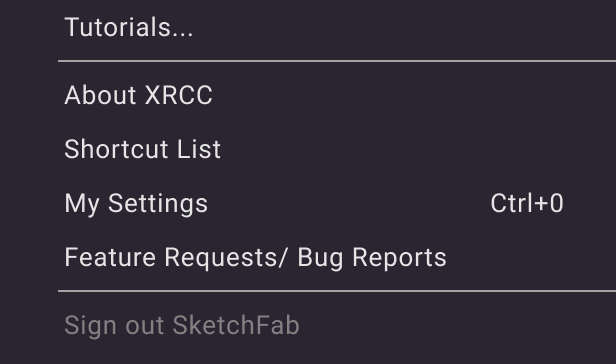 Tutorials...
About XRCC
Shortcut List
My Settings Ctrl+0
Feature Requests/ Bug Reports
Sign out SketchFab